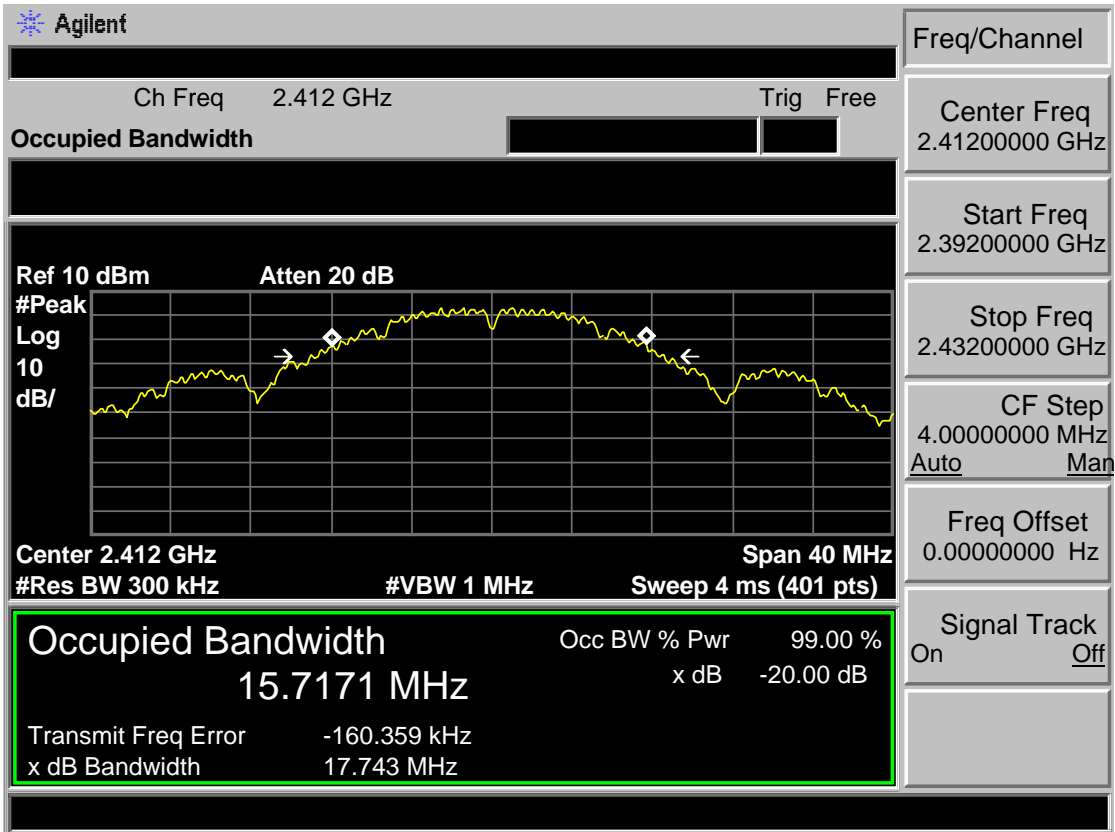 Agilent
Freq/Channel
Ch Freq 2.412 GHz Trig Free
Occupied Bandwidth
Center Freq
2.41200000 GHz
Start Freq
2.39200000 GHz
Stop Freq
2.43200000 GHz
CF Step
4.00000000 MHz
Auto Man
Freq Offset
0.00000000 Hz
Signal Track
On Off
Ref 10 dBm Atten 20 dB
#Peak
Log
10
dB/
Center 2.412 GHz Span 40 MHz
#Res BW 300 kHz #VBW 1 MHz Sweep 4 ms (401 pts)
Occupied Bandwidth Occ BW % Pwr 99.00 %
15.7171 MHz x dB -20.00 dB
Transmit Freq Error -160.359 kHz
x dB Bandwidth 17.743 MHz